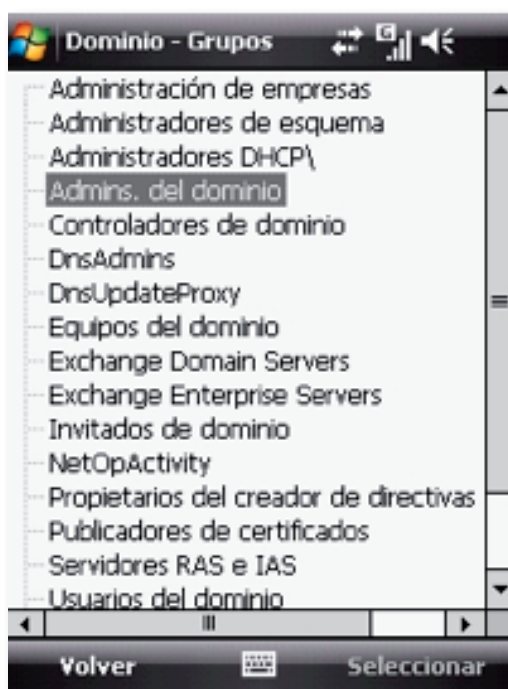 Dominio - Grupos
Administración de empresas
Administradores de esquema
Administradores DHCP\
Admins. del dominio
Controladores de dominio
DnsAdmins
DnsUpdateProxy
Equipos del dominio
Exchange Domain Servers
Exchange Enterprise Servers
Invitados de dominio
NetOpActivity
Propietarios del creador de directivas
Publicadores de certificados
Servidores RAS e IAS
Usuarios del dominio
Volver Seleccionar